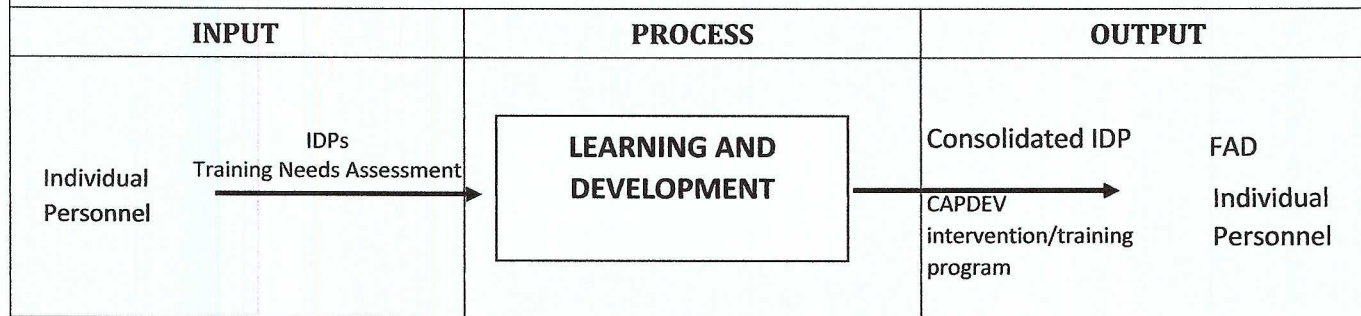 INPUT
PROCESS
OUTPUT
Individual
Personnel
IDPs
Training Needs Assessment
LEARNING AND
DEVELOPMENT
Consolidated IDP
CAPDEV
intervention/training
program
FAD
Individual
Personnel